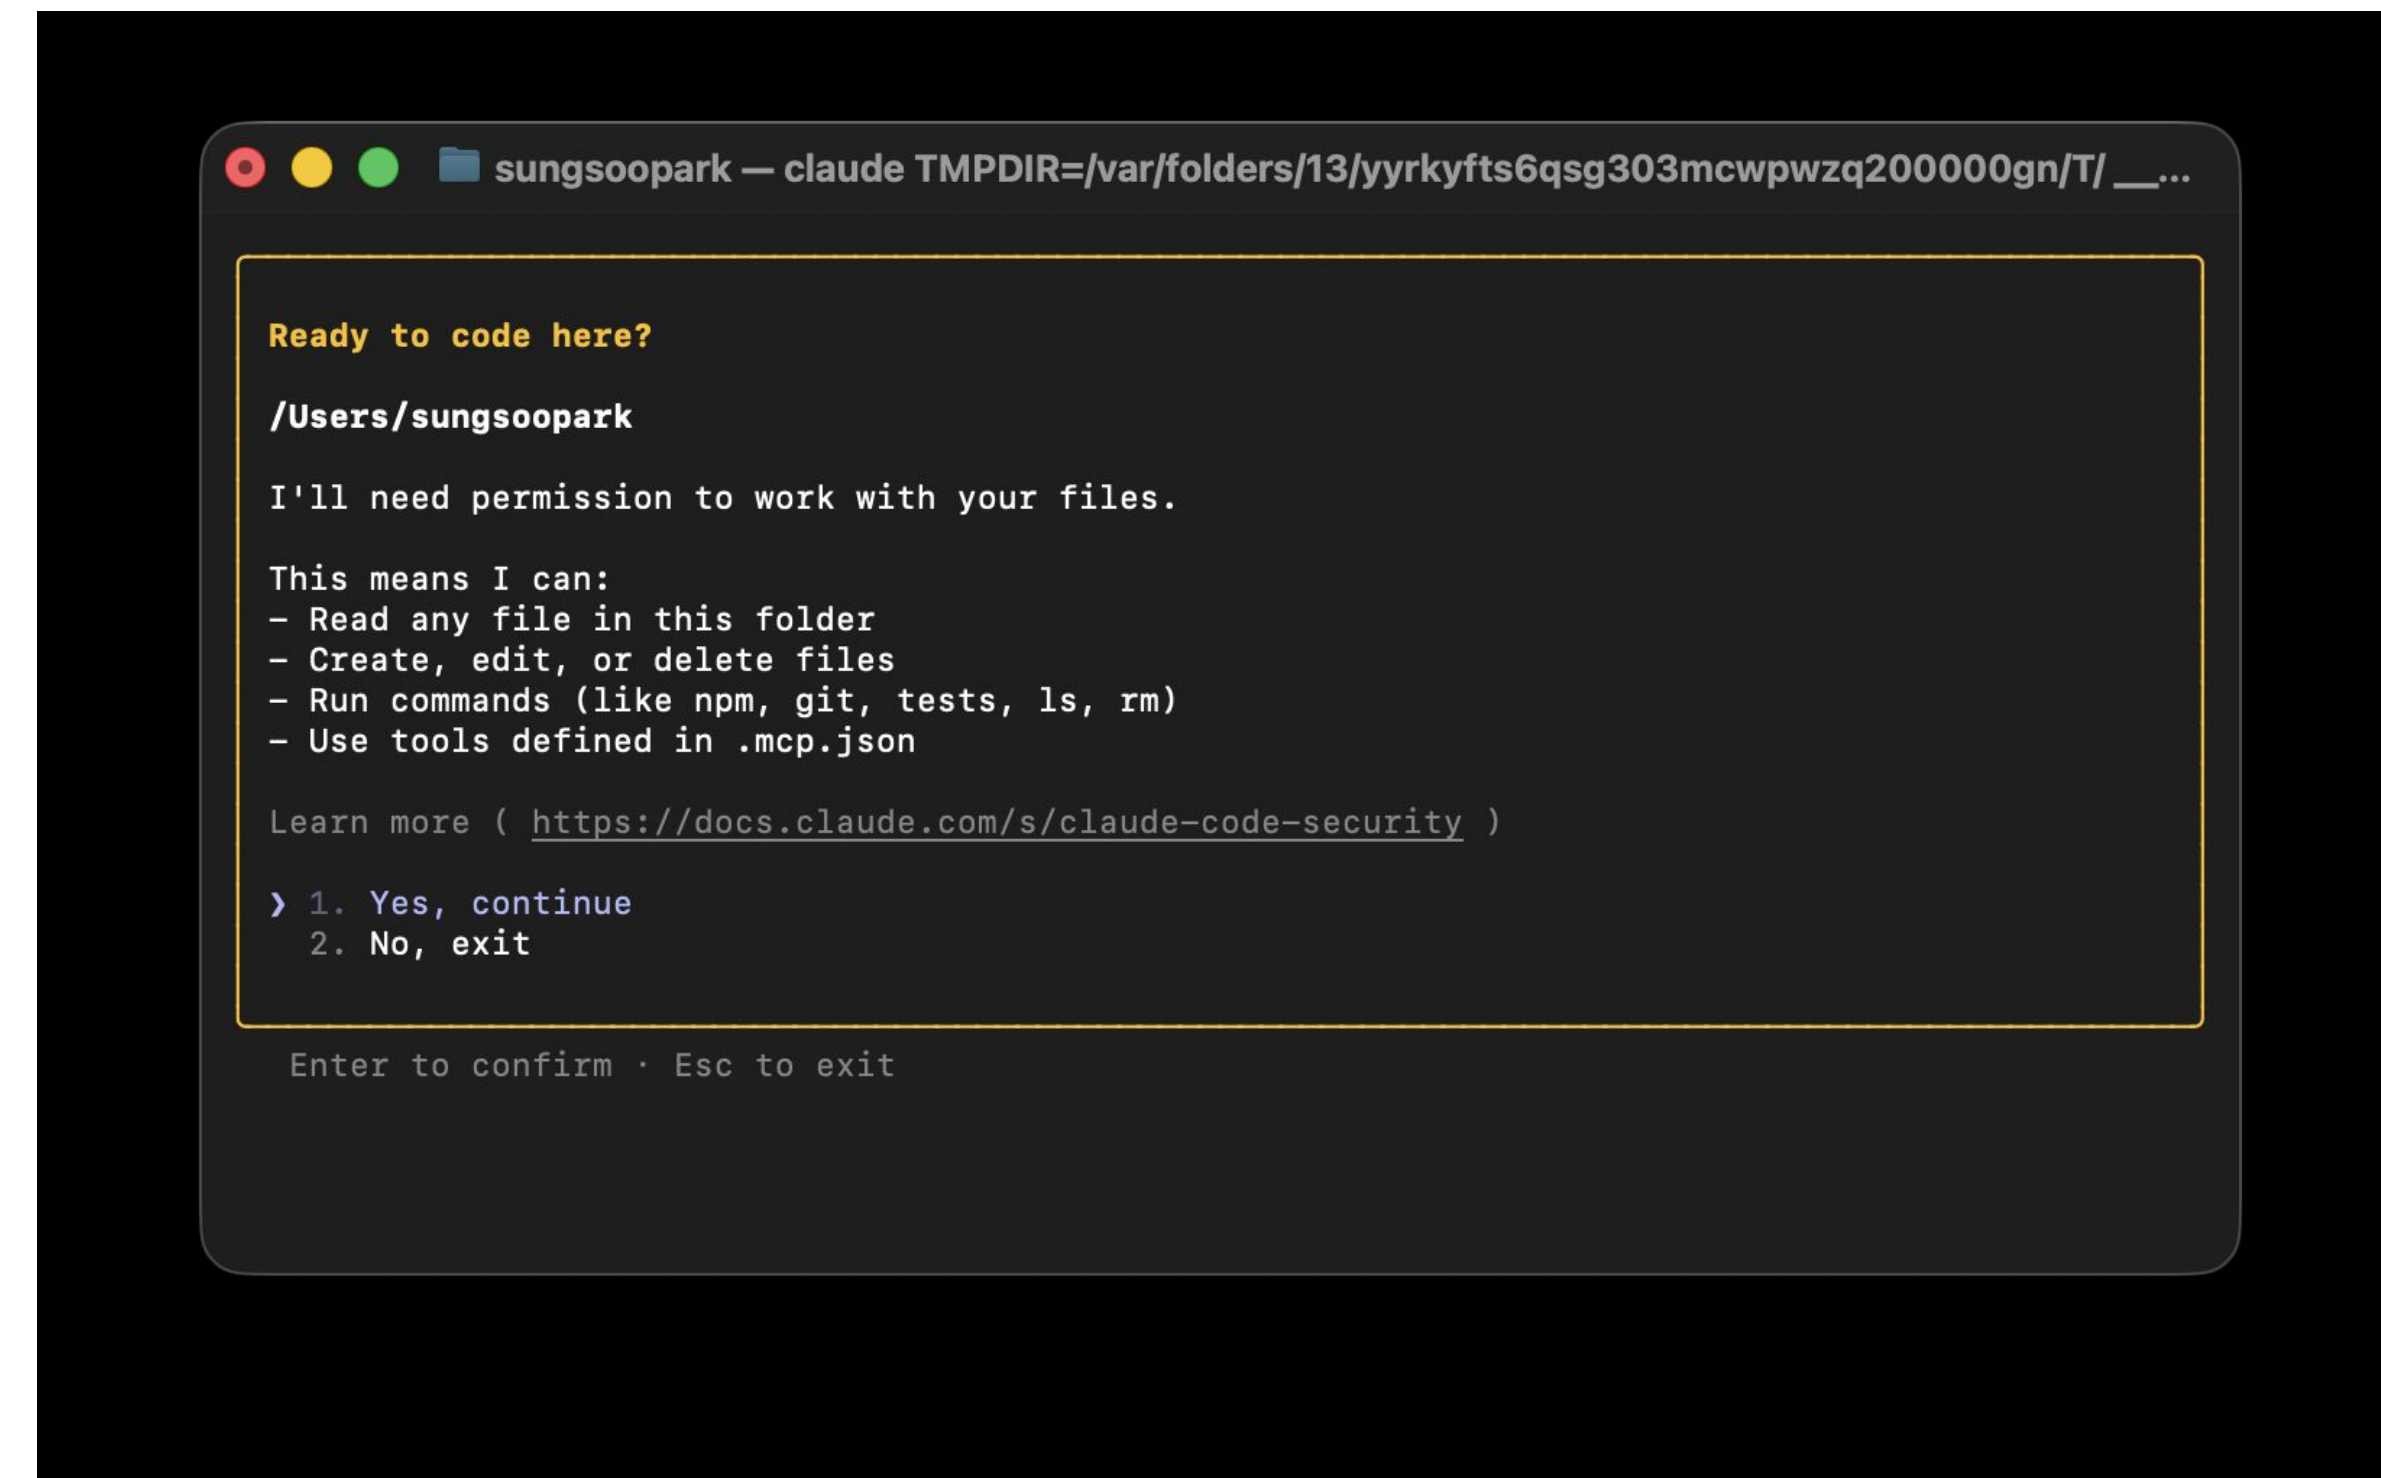 sungsoopark — claude TMPDIR=/var/folders/13/yyrkyfts6qsg303mcwpwzq200000gn/T/ __...
Ready to code here?
/Users/sungsoopark
I'll need permission to work with your files.
This means I can:
– Read any file in this folder
– Create, edit, or delete files
– Run commands (like npm, git, tests, ls, rm)
– Use tools defined in .mcp.json
Learn more ( https://docs.claude.com/s/claude-code-security )
❯ 1. Yes, continue
2. No, exit
Enter to confirm · Esc to exit